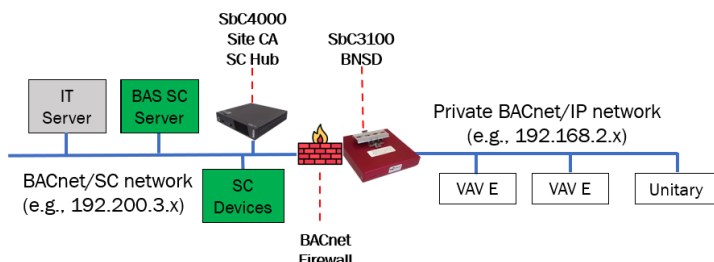 SbC4000
Site CA
SC Hub
SbC3100
BNSD
IT
Server
BAS SC
Server
Private BACnet/IP network
(e.g., 192.168.2.x)
BACnet/SC network
(e.g., 192.200.3.x)
SC
Devices
VAV E
VAV E
Unitary
BACnet
Firewall